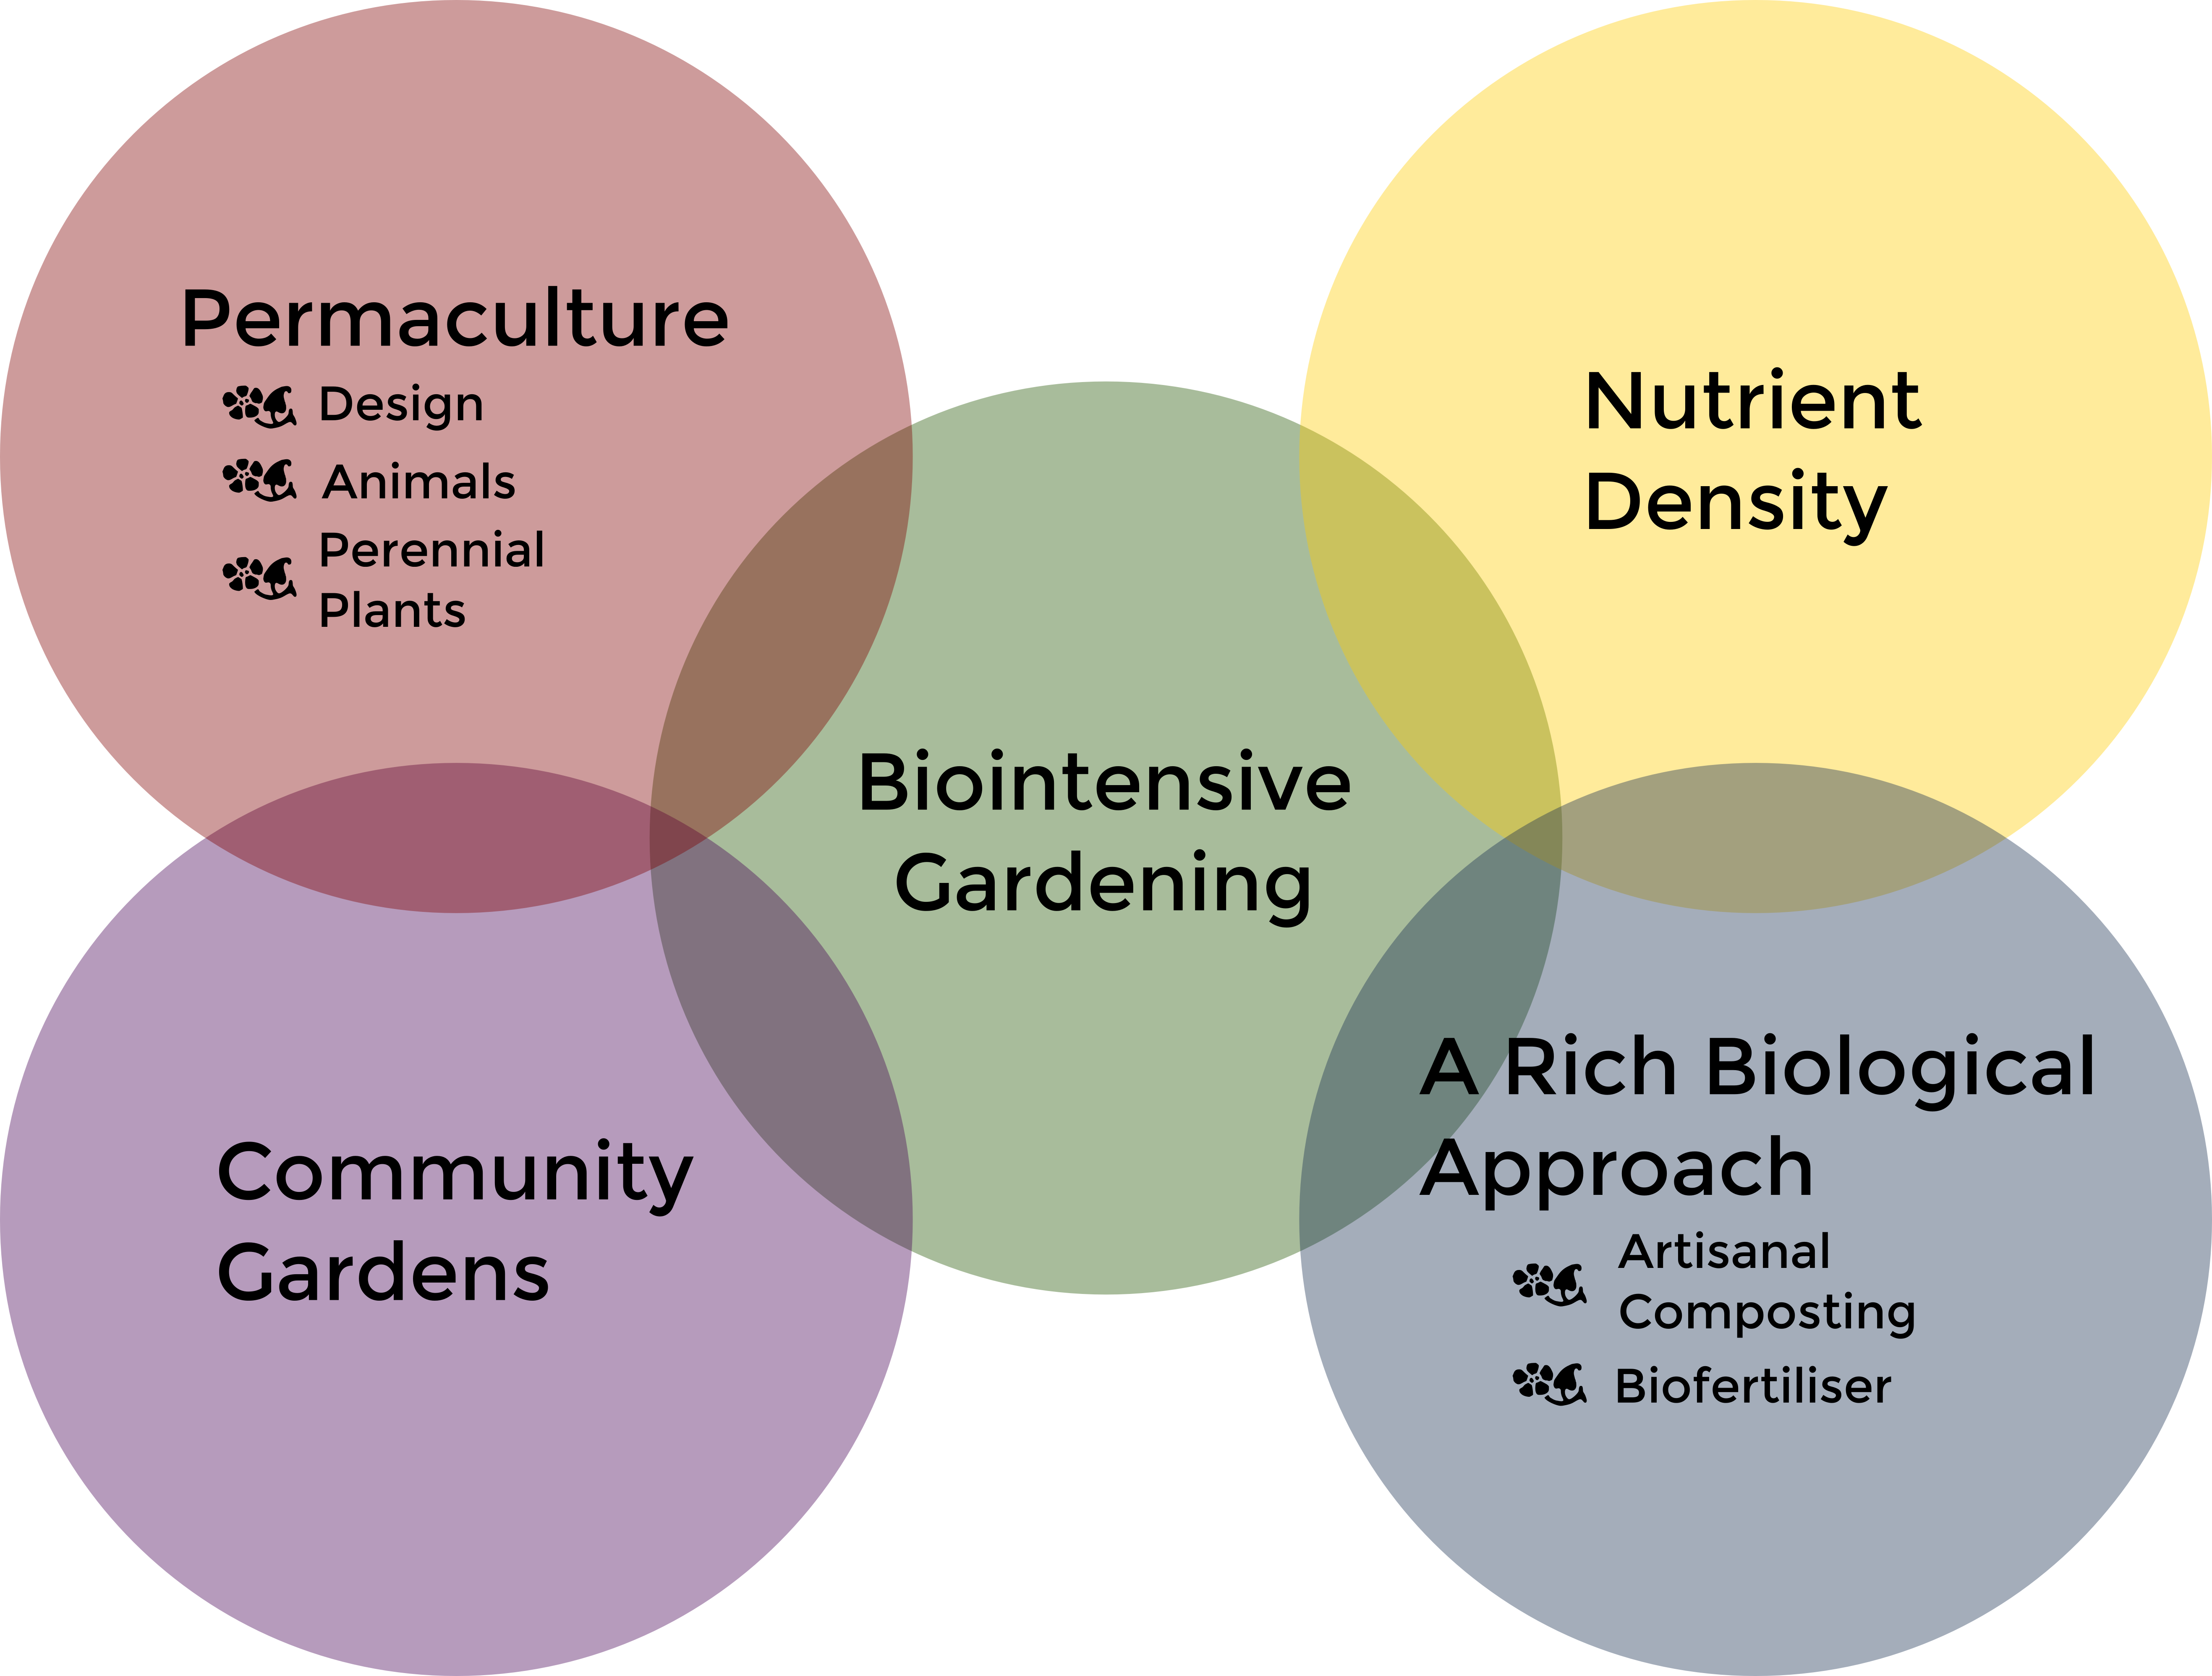 Permaculture
Design
Animals
Perennial
Plants
Nutrient
Density
Biointensive
Gardening
Community
Gardens
A Rich Biological
Approach
Artisanal
Composting
Biofertiliser